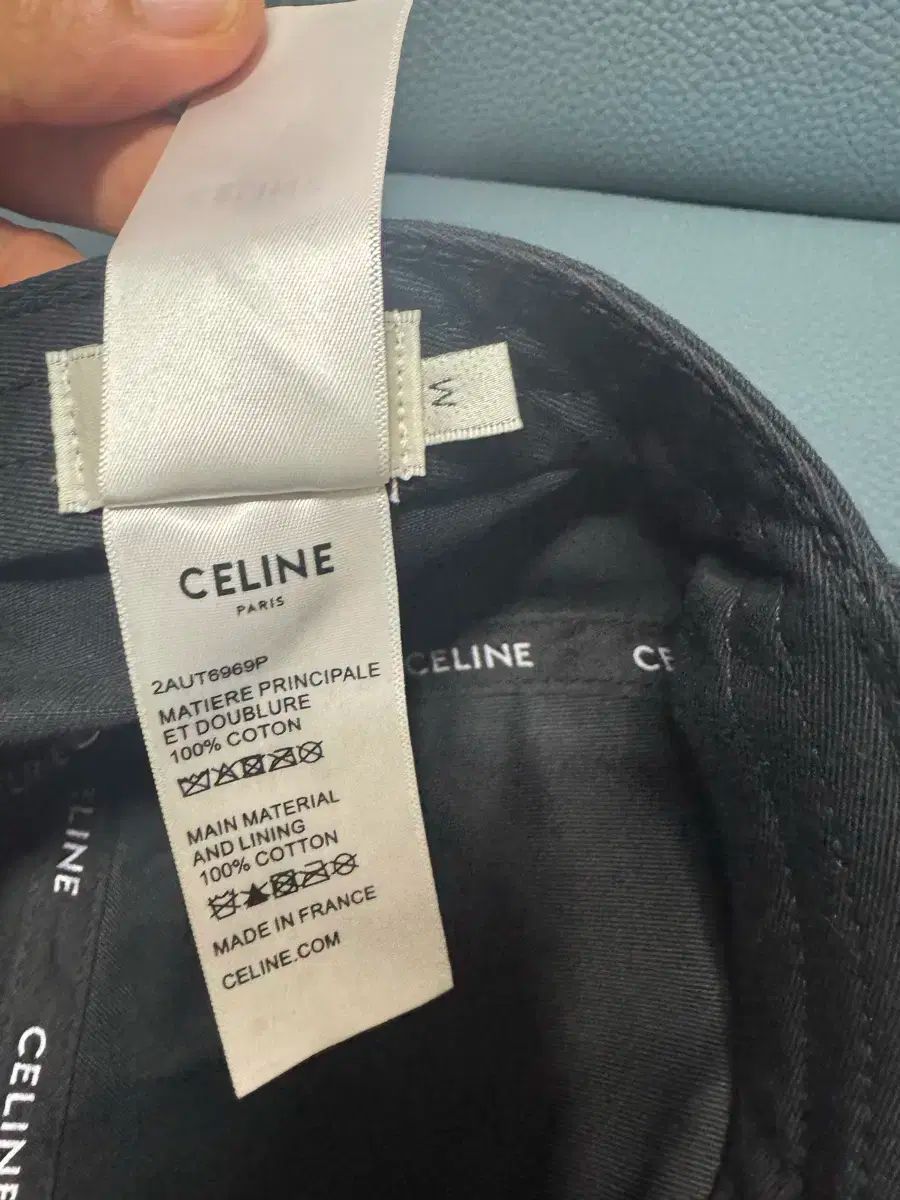 CELINE
M
CELINE
PARIS
2AUT6969P
MATIERE PRINCIPALE
ET DOUBLURE
100% COTON
MAIN MATERIAL
AND LINING
100% COTTON
MADE IN FRANCE
CELINE.COM
CELINE
CE
CELINE
CELINE